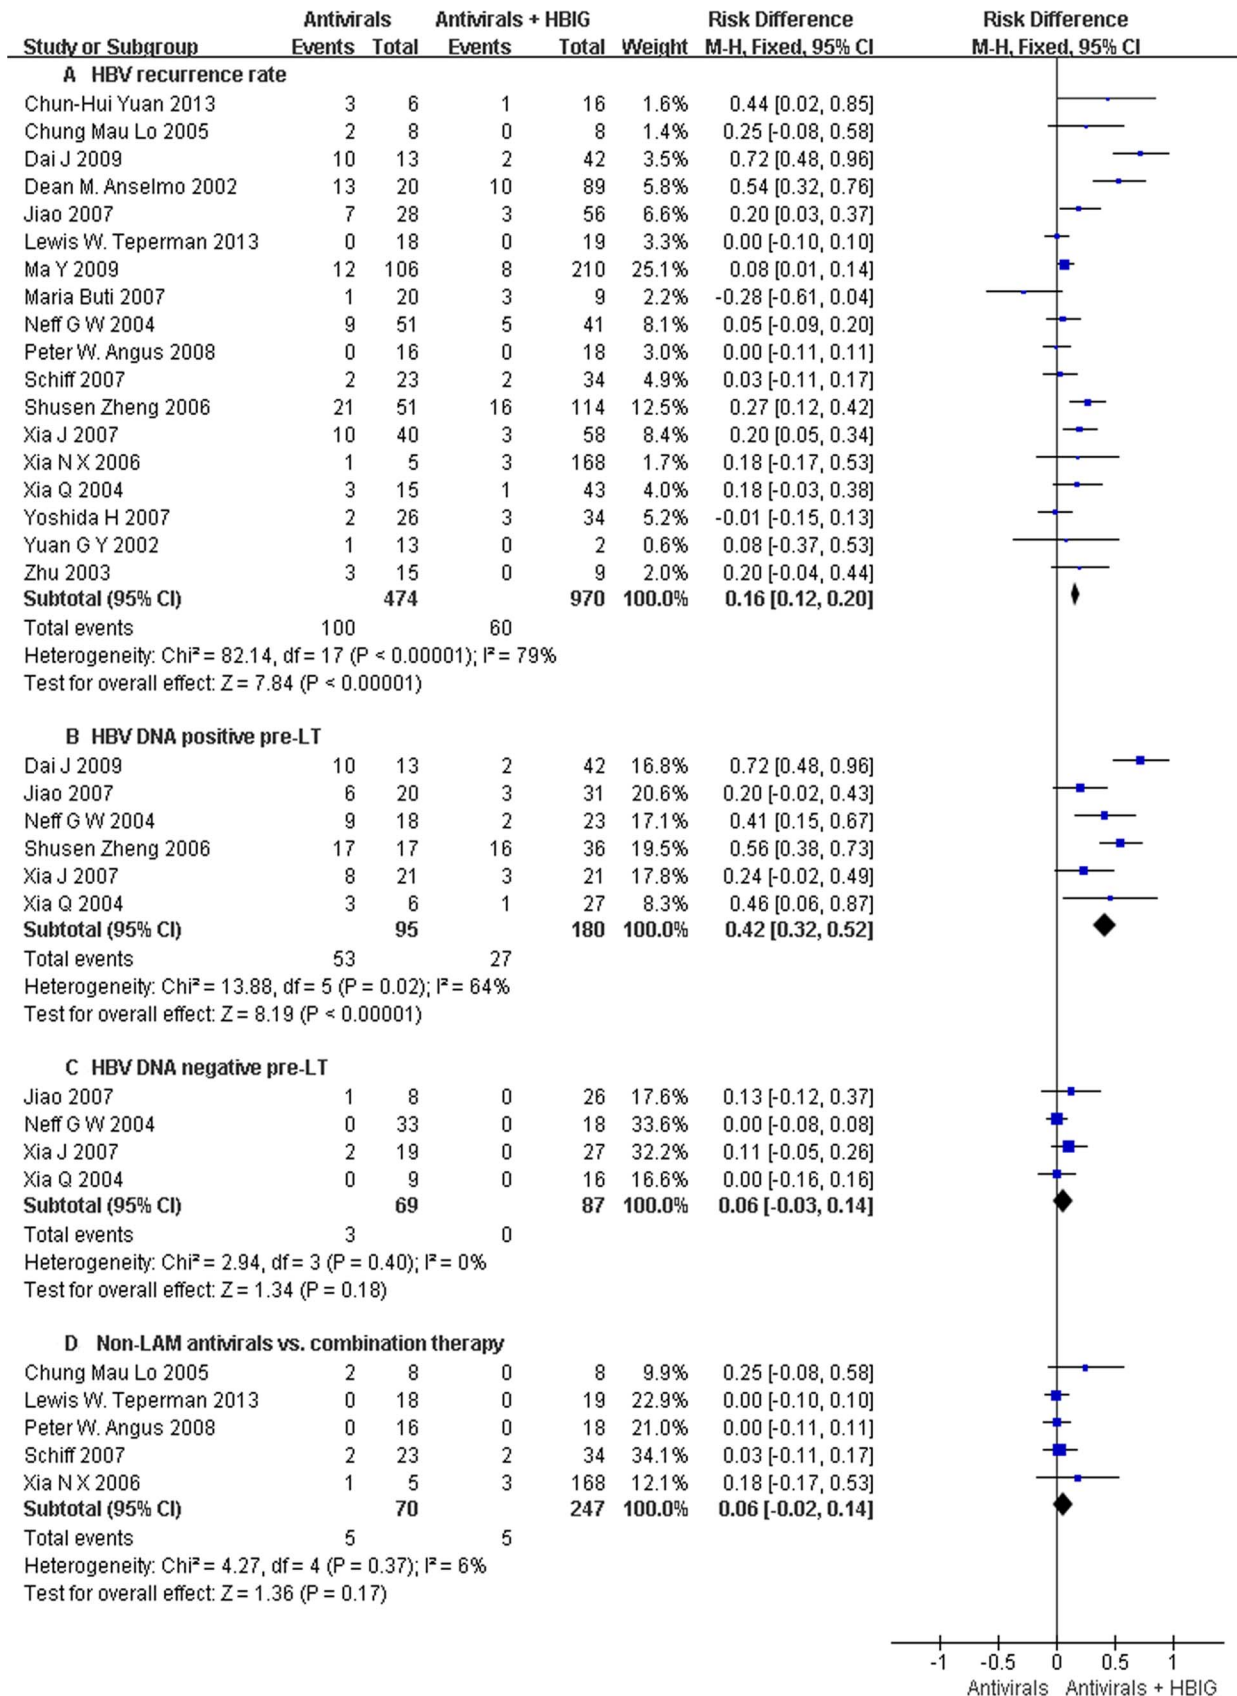 Antivirals Antivirals + HBIG Risk Difference Risk Difference
Study or Subgroup Events Total Events Total Weight M-H, Fixed, 95% CI M-H, Fixed, 95% CI
A HBV recurrence rate
Chun-Hui Yuan 2013 3 6 1 16 1.6% 0.44 [0.02, 0.85]
Chung Mau Lo 2005 2 8 0 8 1.4% 0.25 [-0.08, 0.58]
Dai J 2009 10 13 2 42 3.5% 0.72 [0.48, 0.96]
Dean M. Anselmo 2002 13 20 10 89 5.8% 0.54 [0.32, 0.76]
Jiao 2007 7 28 3 56 6.6% 0.20 [0.03, 0.37]
Lewis W. Teperman 2013 0 18 0 19 3.3% 0.00 [-0.10, 0.10]
Ma Y 2009 12 106 8 210 25.1% 0.08 [0.01, 0.14]
Maria Buti 2007 1 20 3 9 2.2% -0.28 [-0.61, 0.04]
Neff G W 2004 9 51 5 41 8.1% 0.05 [-0.09, 0.20]
Peter W. Angus 2008 0 16 0 18 3.0% 0.00 [-0.11, 0.11]
Schiff 2007 2 23 2 34 4.9% 0.03 [-0.11, 0.17]
Shusen Zheng 2006 21 51 16 114 12.5% 0.27 [0.12, 0.42]
Xia J 2007 10 40 3 58 8.4% 0.20 [0.05, 0.34]
Xia N X 2006 1 5 3 168 1.7% 0.18 [-0.17, 0.53]
Xia Q 2004 3 15 1 43 4.0% 0.18 [-0.03, 0.38]
Yoshida H 2007 2 26 3 34 5.2% -0.01 [-0.15, 0.13]
Yuan G Y 2002 1 13 0 2 0.6% 0.08 [-0.37, 0.53]
Zhu 2003 3 15 0 9 2.0% 0.20 [-0.04, 0.44]
Subtotal (95% CI) 474 970 100.0% 0.16 [0.12, 0.20]
Total events 100 60
Heterogeneity: Chi² = 82.14, df = 17 (P < 0.00001); I² = 79%
Test for overall effect: Z = 7.84 (P < 0.00001)
B HBV DNA positive pre-LT
Dai J 2009 10 13 2 42 16.8% 0.72 [0.48, 0.96]
Jiao 2007 6 20 3 31 20.6% 0.20 [-0.02, 0.43]
Neff G W 2004 9 18 2 23 17.1% 0.41 [0.15, 0.67]
Shusen Zheng 2006 17 17 16 36 19.5% 0.56 [0.38, 0.73]
Xia J 2007 8 21 3 21 17.8% 0.24 [-0.02, 0.49]
Xia Q 2004 3 6 1 27 8.3% 0.46 [0.06, 0.87]
Subtotal (95% CI) 95 180 100.0% 0.42 [0.32, 0.52]
Total events 53 27
Heterogeneity: Chi² = 13.88, df = 5 (P = 0.02); I² = 64%
Test for overall effect: Z = 8.19 (P < 0.00001)
C HBV DNA negative pre-LT
Jiao 2007 1 8 0 26 17.6% 0.13 [-0.12, 0.37]
Neff G W 2004 0 33 0 18 33.6% 0.00 [-0.08, 0.08]
Xia J 2007 2 19 0 27 32.2% 0.11 [-0.05, 0.26]
Xia Q 2004 0 9 0 16 16.6% 0.00 [-0.16, 0.16]
Subtotal (95% CI) 69 87 100.0% 0.06 [-0.03, 0.14]
Total events 3 0
Heterogeneity: Chi² = 2.94, df = 3 (P = 0.40); I² = 0%
Test for overall effect: Z = 1.34 (P = 0.18)
D Non-LAM antivirals vs. combination therapy
Chung Mau Lo 2005 2 8 0 8 9.9% 0.25 [-0.08, 0.58]
Lewis W. Teperman 2013 0 18 0 19 22.9% 0.00 [-0.10, 0.10]
Peter W. Angus 2008 0 16 0 18 21.0% 0.00 [-0.11, 0.11]
Schiff 2007 2 23 2 34 34.1% 0.03 [-0.11, 0.17]
Xia N X 2006 1 5 3 168 12.1% 0.18 [-0.17, 0.53]
Subtotal (95% CI) 70 247 100.0% 0.06 [-0.02, 0.14]
Total events 5 5
Heterogeneity: Chi² = 4.27, df = 4 (P = 0.37); I² = 6%
Test for overall effect: Z = 1.36 (P = 0.17)
-1 -0.5 0 0.5 1
Antivirals Antivirals + HBIG